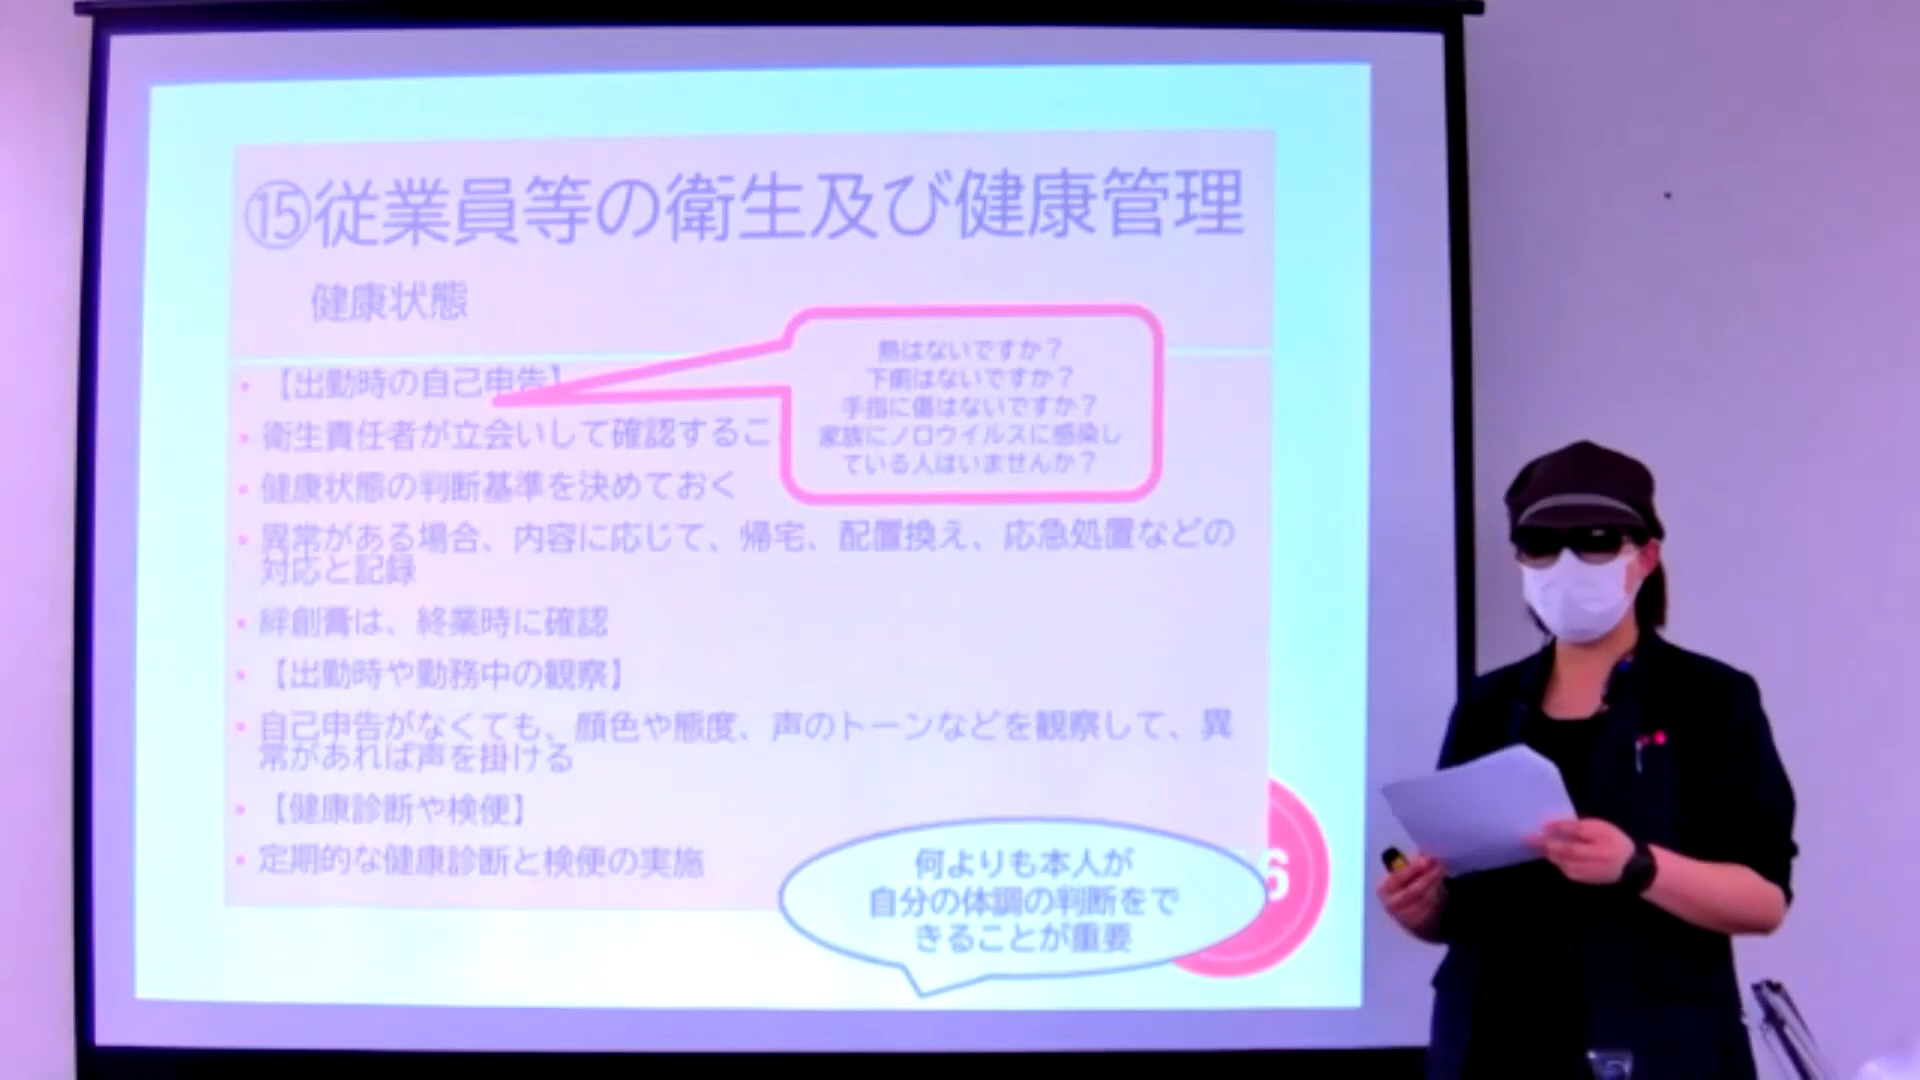 ⑮従業員等の衛生及び健康管理
健康状態
・【出勤時の自己申告】
熱はないですか？
下痢はないですか？
手指に傷はないですか？
家族にノロウイルスに感染し
ている人はいませんか？
・衛生責任者が立会いして確認するこ
・健康状態の判断基準を決めておく
・異常がある場合、内容に応じて、帰宅、配置換え、応急処置などの
対応と記録
・絆創膏は、終業時に確認
・【出勤時や勤務中の観察】
・自己申告がなくても、顔色や態度、声のトーンなどを観察して、異
常があれば声を掛ける
・【健康診断や検便】
・定期的な健康診断と検便の実施
何よりも本人が
自分の体調の判断をで
きることが重要
6